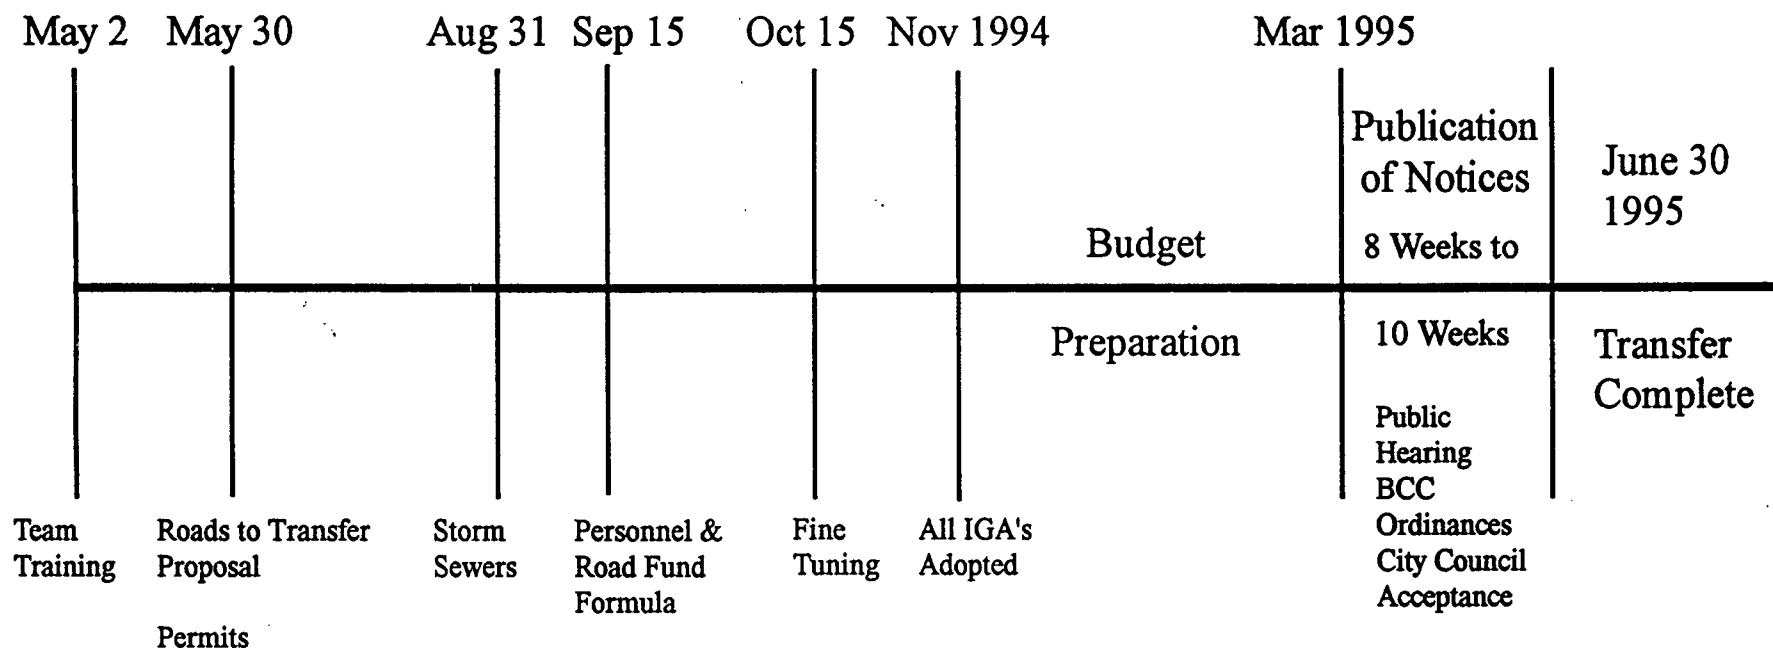 May 2
May 30
Aug 31
Sep 15
Oct 15
Nov 1994
Mar 1995
Publication
of Notices
8 Weeks to
June 30
1995
Budget
Preparation
10 Weeks
Public
Hearing
BCC
Ordinances
City Council
Acceptance
Transfer
Complete
Team
Training
Roads to Transfer
Proposal
Permits
Storm
Sewers
Personnel &
Road Fund
Formula
Fine
Tuning
All IGA's
Adopted